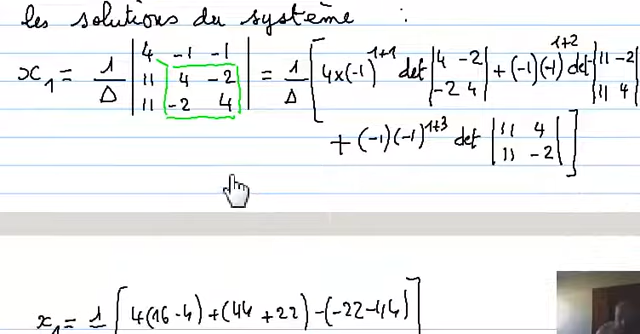 les solutions du système :
x₁ = 1/Δ |4 -1 -1; 11 4 -2; 11 -2 4| = 1/Δ [4×(-1)^{1+1} det |4 -2; -2 4| + (-1)(-1)^{1+2} det |11 -2; 11 4|
+ (-1)(-1)^{1+3} det |11 4; 11 -2|]
x₁ = 1 [4(16-4) + (44+22) - (-22-44)]